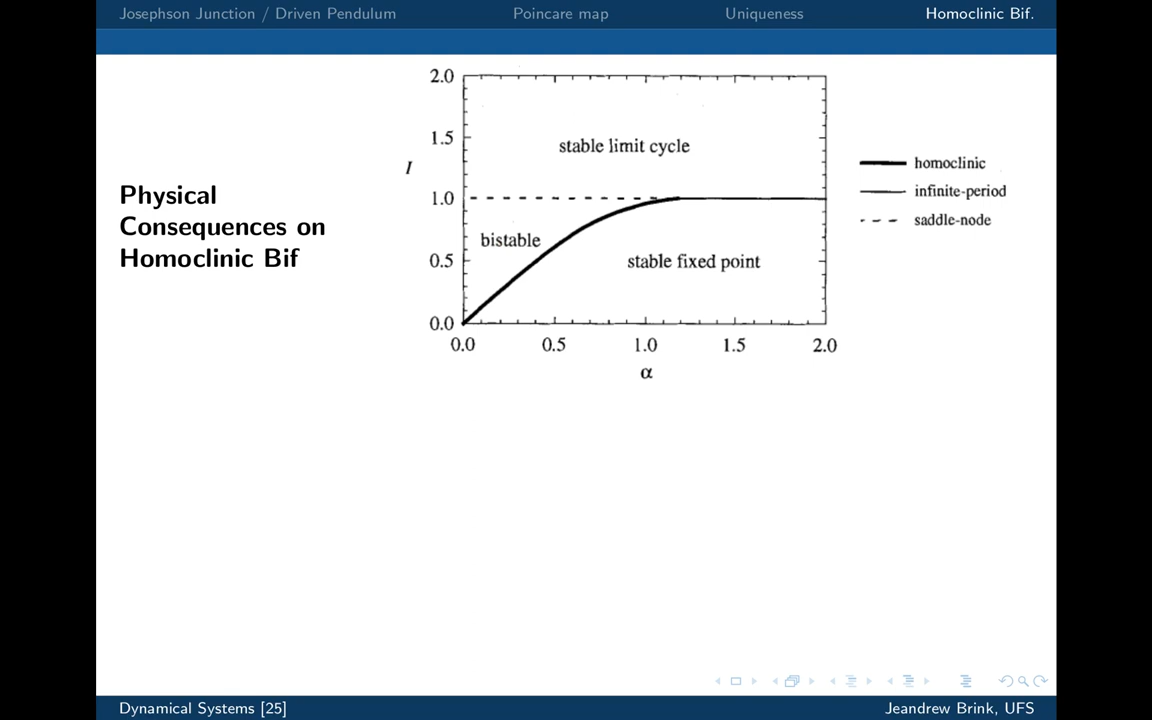 Josephson Junction / Driven Pendulum Poincare map Uniqueness Homoclinic Bif.
Physical
Consequences on
Homoclinic Bif
2.0
1.5
I
1.0
0.5
0.0
0.0 0.5 1.0 1.5 2.0
α
stable limit cycle
bistable
stable fixed point
homoclinic
infinite-period
saddle-node
Dynamical Systems [25] Jeandrew Brink, UFS